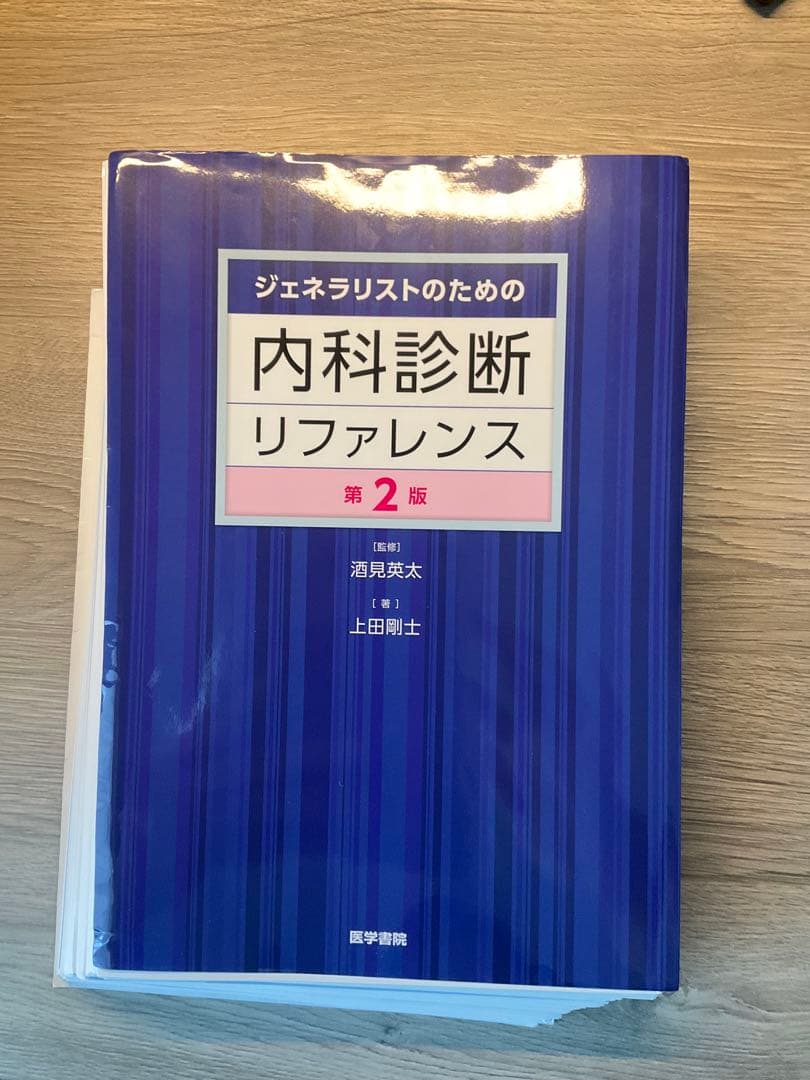 ジェネラリストのための
内科診断
リファレンス
第2版
[監修]
酒見英太
[著]
上田剛士
医学書院